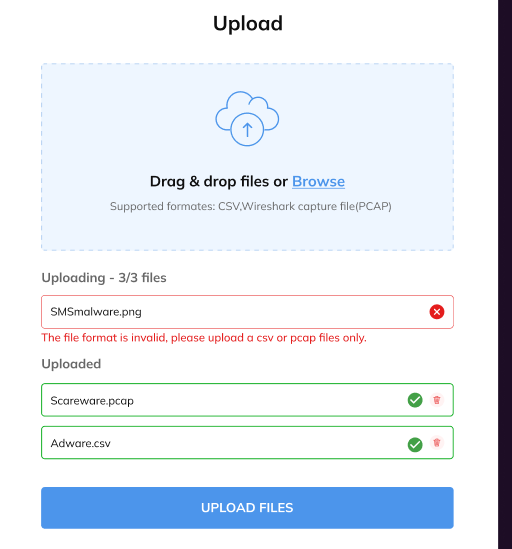 Upload
Drag & drop files or Browse
Supported formates: CSV,Wireshark capture file(PCAP)
Uploading - 3/3 files
SMSmalware.png
The file format is invalid, please upload a csv or pcap files only.
Uploaded
Scareware.pcap
Adware.csv
UPLOAD FILES